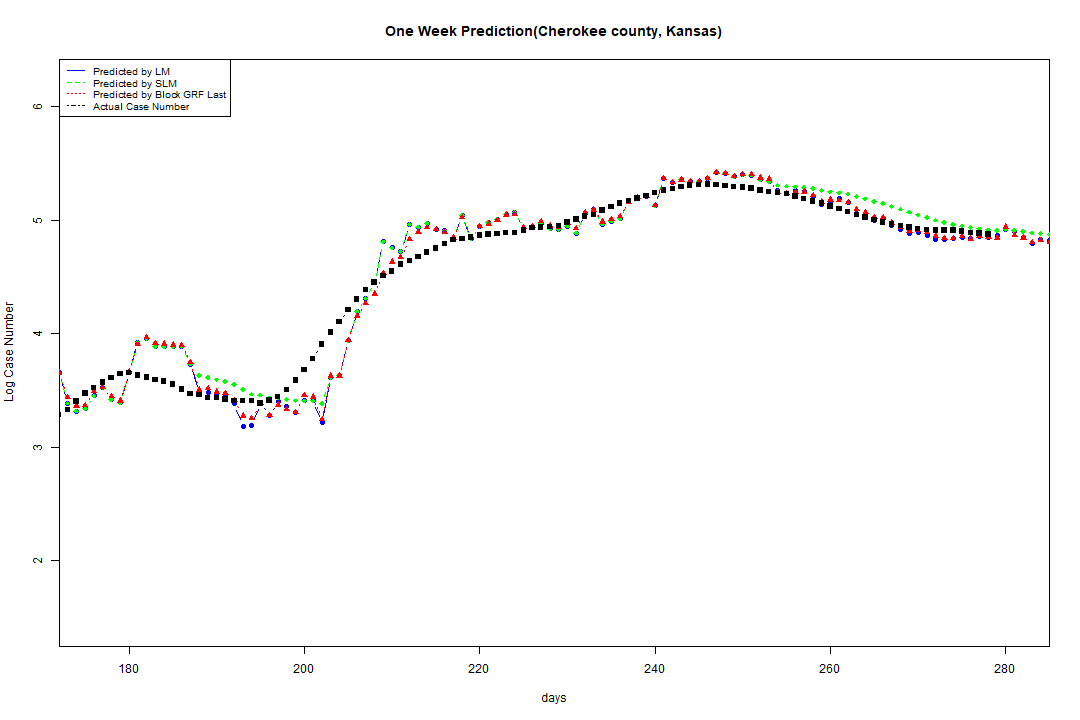 One Week Prediction(Cherokee county, Kansas)
Predicted by LM
Predicted by SLM
Predicted by Block GRF Last
Actual Case Number
6
5
4
3
2
Log Case Number
180 200 220 240 260 280
days